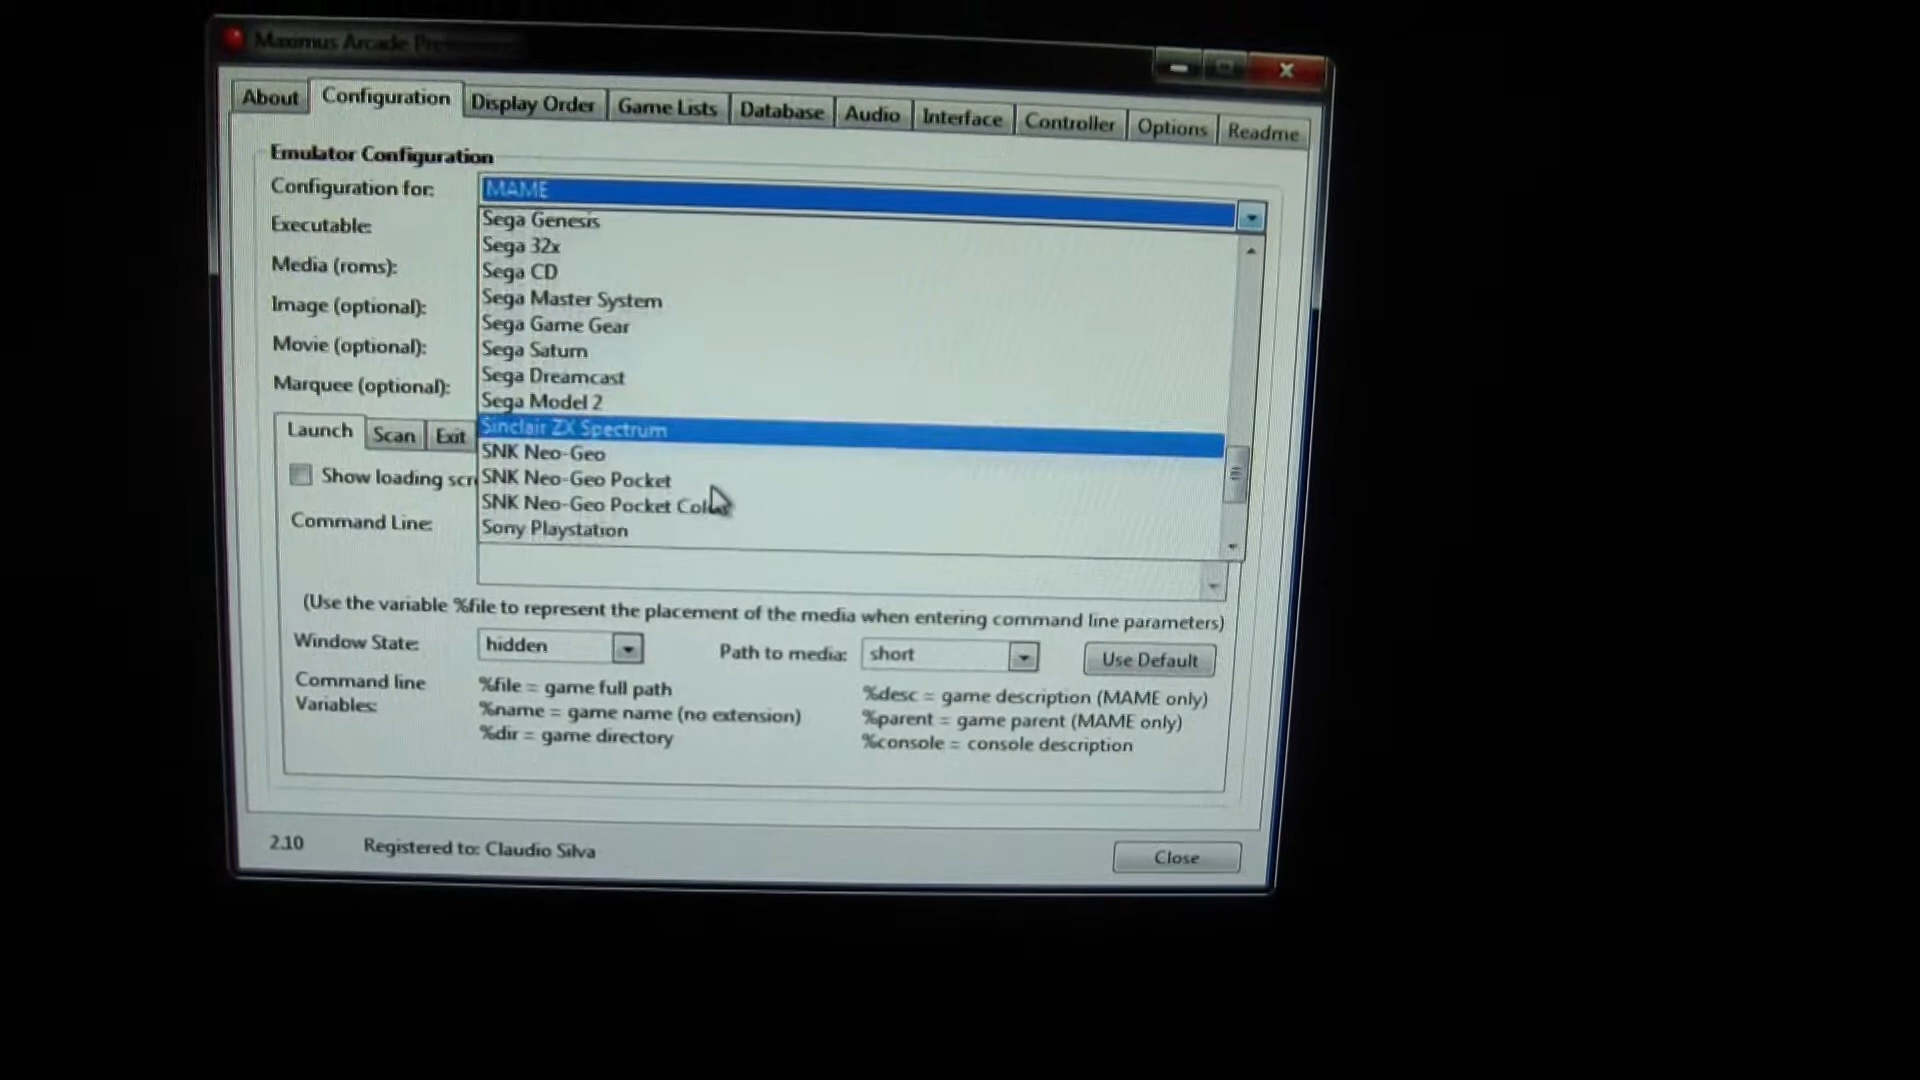 Maximus Arcade Preferences
About Configuration Display Order Game Lists Database Audio Interface Controller Options Readme
Emulator Configuration
Configuration for: MAME
Sega Genesis
Executable:
Sega 32x
Media (roms):
Sega CD
Sega Master System
Image (optional):
Sega Game Gear
Movie (optional):
Sega Saturn
Sega Dreamcast
Marquee (optional):
Sega Model 2
Launch Scan Exit
Sinclair ZX Spectrum
SNK Neo-Geo
Show loading scr
SNK Neo-Geo Pocket
SNK Neo-Geo Pocket Color
Command Line:
Sony Playstation
(Use the variable %file to represent the placement of the media when entering command line parameters)
Window State: hidden Path to media: short Use Default
Command line Variables:
%file = game full path
%name = game name (no extension)
%dir = game directory
%desc = game description (MAME only)
%parent = game parent (MAME only)
%console = console description
2.10 Registered to: Claudio Silva Close